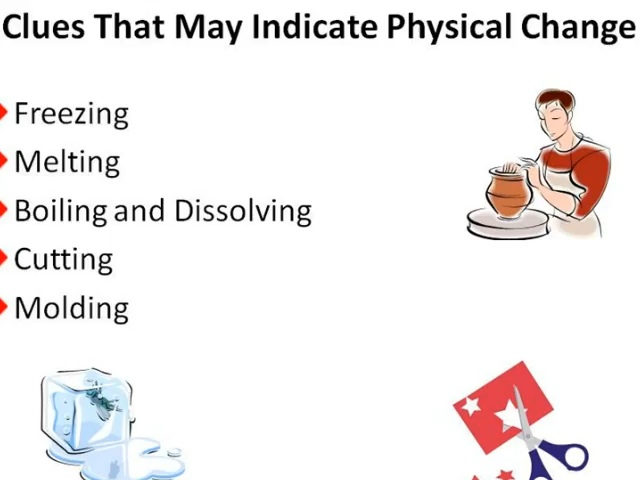 Clues That May Indicate Physical Change
Freezing
Melting
Boiling and Dissolving
Cutting
Molding